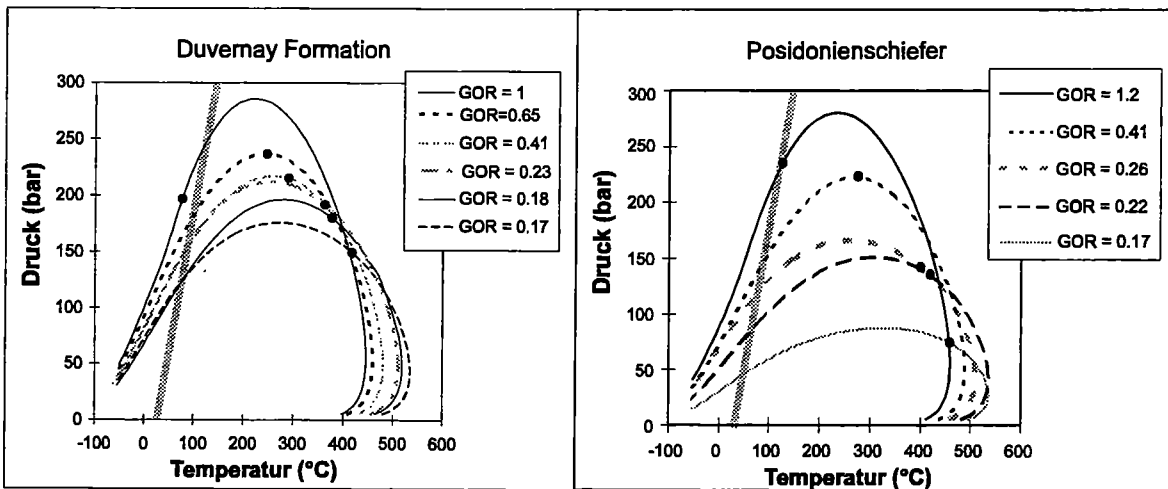 Duvernay Formation
GOR = 1
GOR=0.65
GOR = 0.41
GOR = 0.23
GOR = 0.18
GOR = 0.17
Druck (bar)
300
250
200
150
100
50
0
-100 0 100 200 300 400 500 600
Temperatur (°C)
Posidonienschiefer
GOR = 1.2
GOR = 0.41
GOR = 0.26
GOR = 0.22
GOR = 0.17
Druck (bar)
300
250
200
150
100
50
0
-100 0 100 200 300 400 500 600
Temperatur (°C)